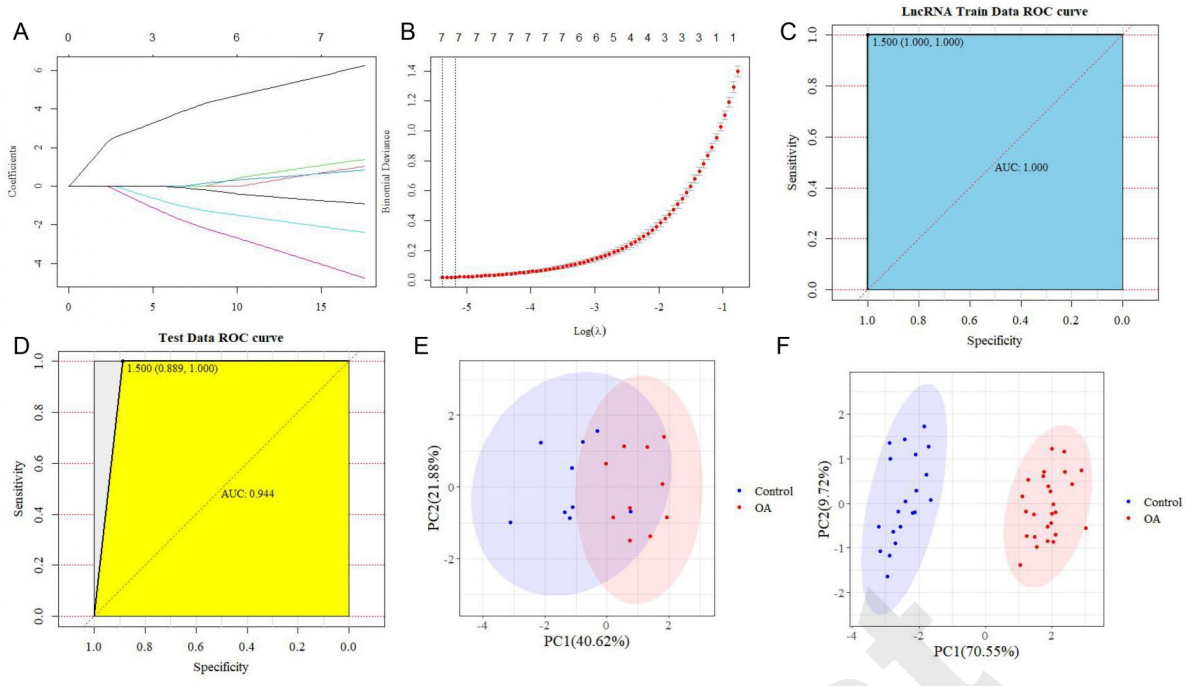 A
0 3 6 7
Coefficients
6
4
2
0
-2
-4
0 5 10 15
B
7 7 7 7 7 7 7 7 7 6 6 5 4 4 3 3 3 1 1
Binomial Deviance
1.4
1.2
1.0
0.8
0.6
0.4
0.2
0.0
-5 -4 -3 -2 -1
Log(λ)
C
LncRNA Train Data ROC curve
1.500 (1.000, 1.000)
AUC: 1.000
Sensitivity
1.0
0.8
0.6
0.4
0.2
0.0
1.0 0.8 0.6 0.4 0.2 0.0
Specificity
D
Test Data ROC curve
1.500 (0.889, 1.000)
AUC: 0.944
Sensitivity
1.0
0.8
0.6
0.4
0.2
0.0
1.0 0.8 0.6 0.4 0.2 0.0
Specificity
E
PC2(21.88%)
2
0
-2
-4 -2 0 2
PC1(40.62%)
Control
OA
F
PC2(9.72%)
2
1
0
-1
-2
-4 -2 0 2
PC1(70.55%)
Control
OA